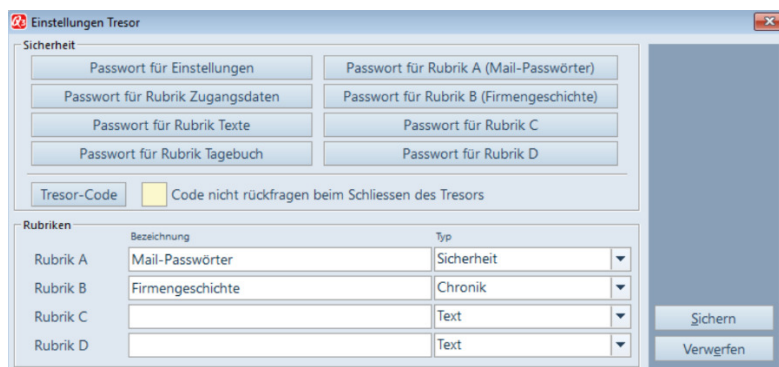 Einstellungen Tresor
Sicherheit
Passwort für Einstellungen
Passwort für Rubrik A (Mail-Passwörter)
Passwort für Rubrik Zugangsdaten
Passwort für Rubrik B (Firmengeschichte)
Passwort für Rubrik Texte
Passwort für Rubrik C
Passwort für Rubrik Tagebuch
Passwort für Rubrik D
Tresor-Code
Code nicht rückfragen beim Schliessen des Tresors
Rubriken
Bezeichnung
Typ
Rubrik A
Mail-Passwörter
Sicherheit
Rubrik B
Firmengeschichte
Chronik
Rubrik C
Text
Rubrik D
Text
Sichern
Verwerfen